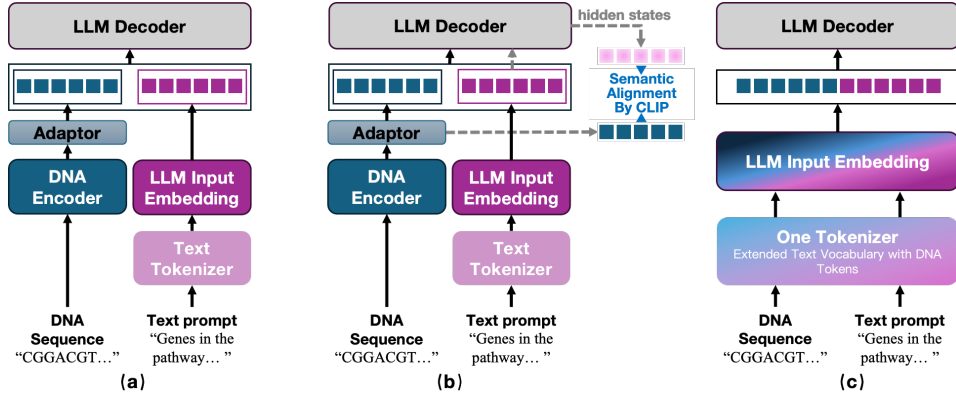 LLM Decoder
Adaptor
DNA
Encoder
LLM Input
Embedding
Text
Tokenizer
DNA
Sequence
“CGGACGT…”
Text prompt
“Genes in the
pathway… ”
(a)
LLM Decoder
hidden states
Semantic
Alignment
By CLIP
Adaptor
DNA
Encoder
LLM Input
Embedding
Text
Tokenizer
DNA
Sequence
“CGGACGT…”
Text prompt
“Genes in the
pathway… ”
(b)
LLM Decoder
LLM Input Embedding
One Tokenizer
Extended Text Vocabulary with DNA
Tokens
DNA
Sequence
“CGGACGT…”
Text prompt
“Genes in the
pathway… ”
(c)